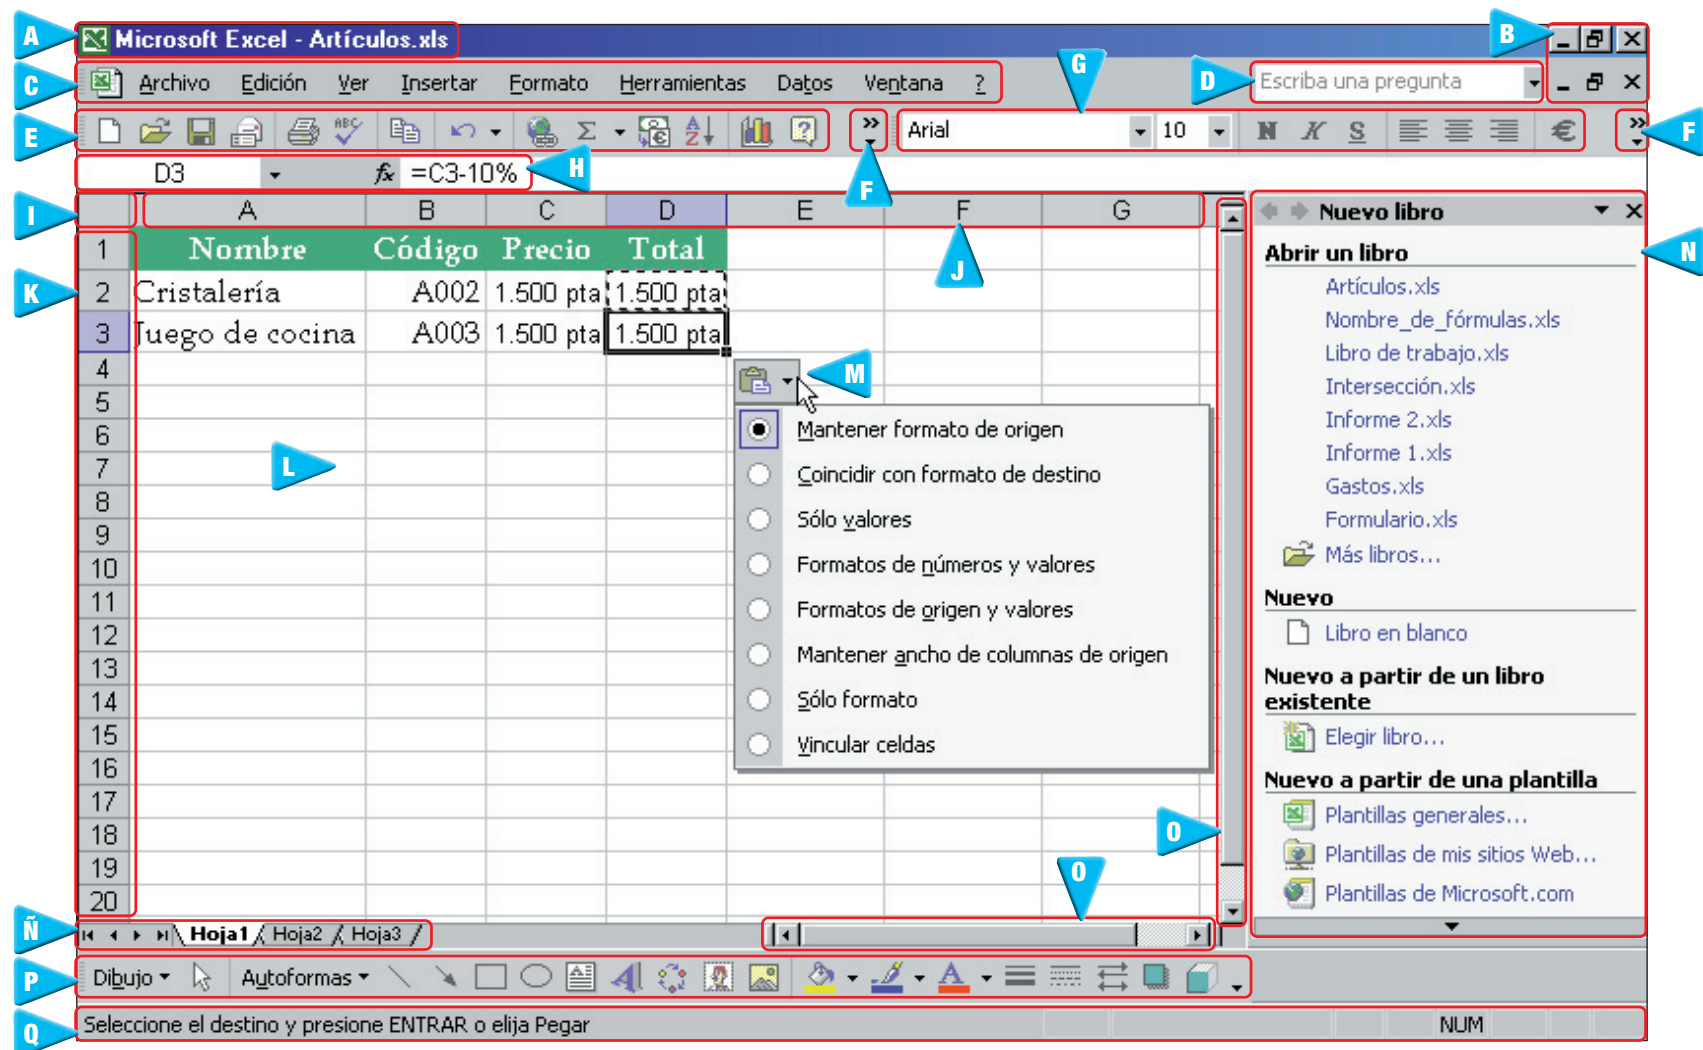 A
Microsoft Excel - Artículos.xls
B
C
Archivo Edición Ver Insertar Formato Herramientas Datos Ventana ?
G
D
Escriba una pregunta
E
ABC
Σ
A
Z
?
»
Arial
10
N K S
€
»
F
D3
fx =C3-10%
H
F
I
A B C D E F G
J
K
1 Nombre Código Precio Total
2 Cristalería A002 1.500 pta 1.500 pta
3 Juego de cocina A003 1.500 pta 1.500 pta
4
5
6
7
8
9
10
11
12
13
14
15
16
17
18
19
20
L
M
Mantener formato de origen
Coincidir con formato de destino
Sólo valores
Formatos de números y valores
Formatos de origen y valores
Mantener ancho de columnas de origen
Sólo formato
Vincular celdas
Nuevo libro
N
Abrir un libro
Artículos.xls
Nombre_de_fórmulas.xls
Libro de trabajo.xls
Intersección.xls
Informe 2.xls
Informe 1.xls
Gastos.xls
Formulario.xls
Más libros...
Nuevo
Libro en blanco
Nuevo a partir de un libro
existente
Elegir libro...
Nuevo a partir de una plantilla
Plantillas generales...
Plantillas de mis sitios Web...
Plantillas de Microsoft.com
O
O
Ñ
Hoja1 Hoja2 Hoja3
P
Dibujo Autoformas
A
A
Q
Seleccione el destino y presione ENTRAR o elija Pegar
NUM